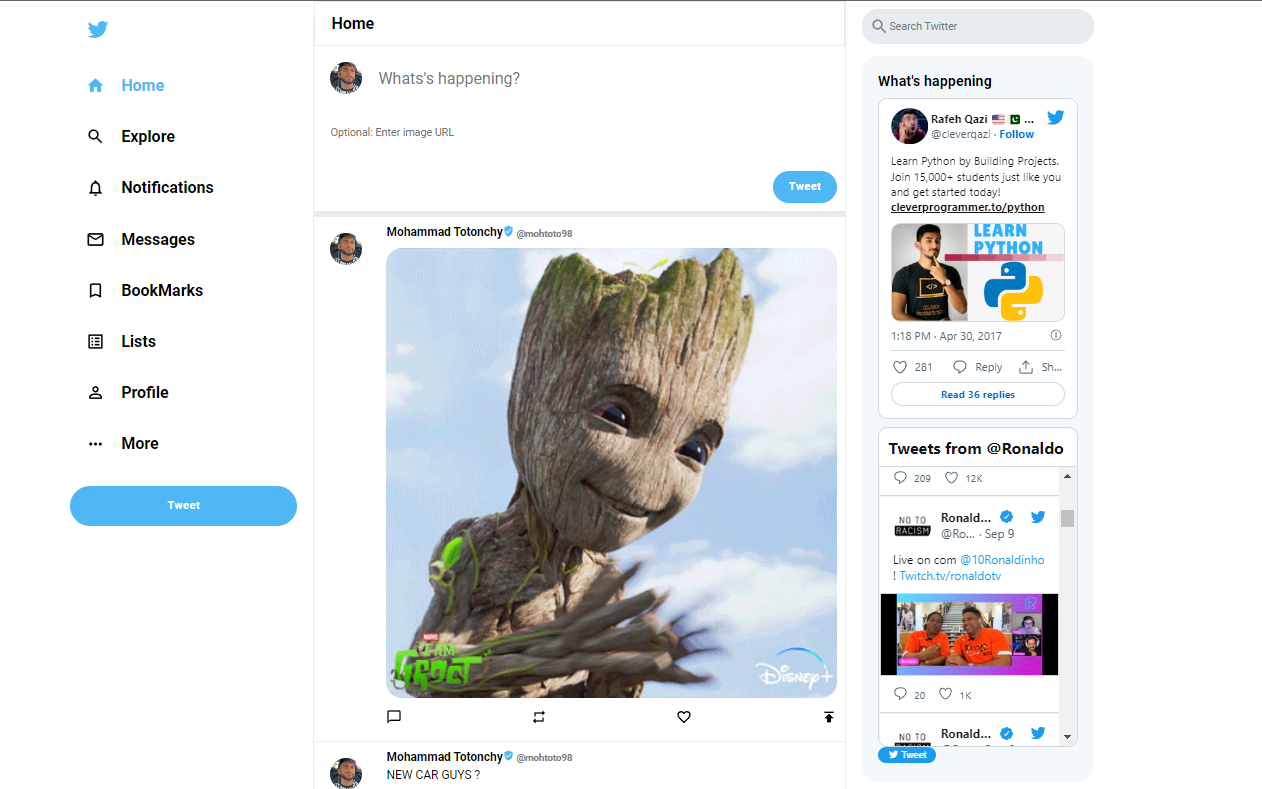 Home
Explore
Notifications
Messages
BookMarks
Lists
Profile
More
Tweet
Home
Whats's happening?
Optional: Enter image URL
Tweet
Mohammad Totonchy @mohtoto98
MARVEL STUDIOS
I AM
GROOT
Disney+
Mohammad Totonchy @mohtoto98
NEW CAR GUYS ?
Search Twitter
What's happening
Rafeh Qazi 🇺🇸 🇵🇰 ...
@cleverqazi · Follow
Learn Python by Building Projects.
Join 15,000+ students just like you
and get started today!
cleverprogrammer.to/python
LEARN
PYTHON
</>
1:18 PM · Apr 30, 2017
281 Reply Sh...
Read 36 replies
Tweets from @Ronaldo
209 12K
NO TO
RACISM
Ronald...
@Ro... · Sep 9
Live on com @10Ronaldinho
! Twitch.tv/ronaldotv
20 1K
NO TO
Ronald...
Tweet